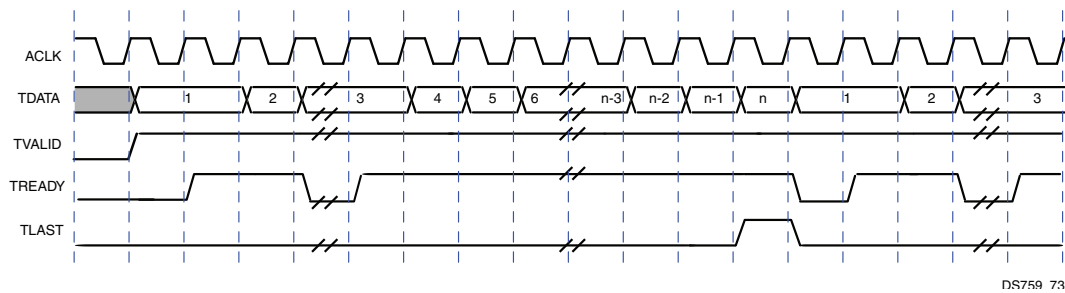 ACLK
TDATA 1 2 3 4 5 6 n-3 n-2 n-1 n 1 2 3
TVALID
TREADY
TLAST
DS759_73